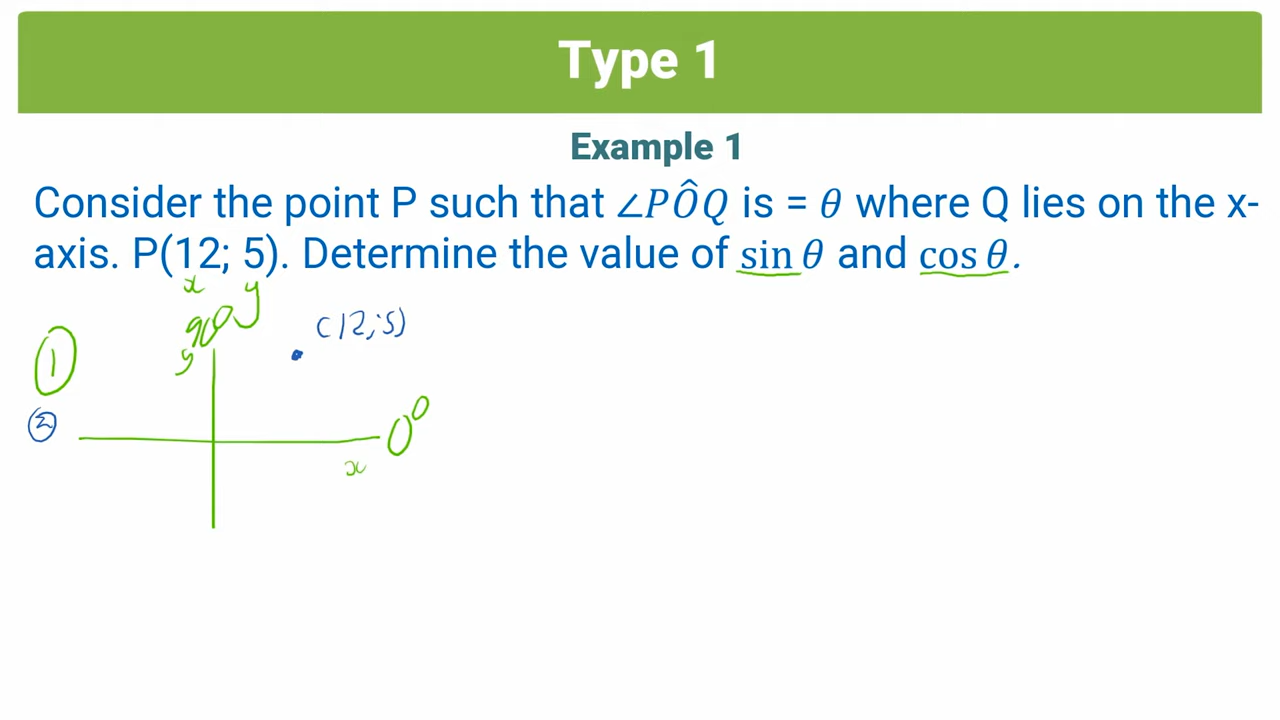 Type 1
Example 1
Consider the point P such that ∠PÔQ is = θ where Q lies on the x-
axis. P(12; 5). Determine the value of sin θ and cos θ.
x y
90
(12;5)
1
y
2
0°
x